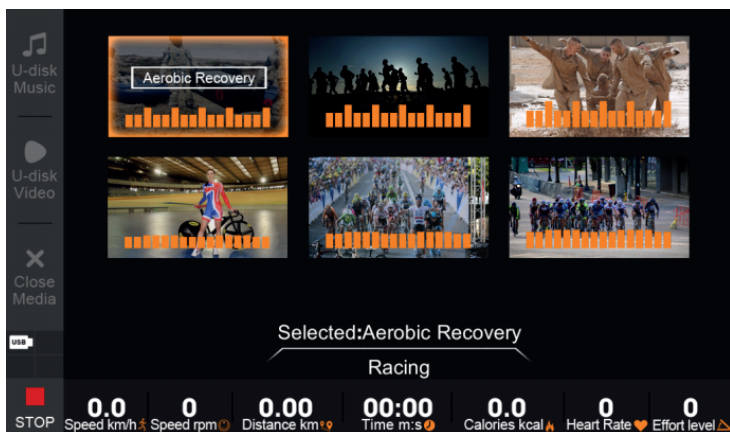 U-disk
Music
U-disk
Video
Close
Media
USB
STOP
Aerobic Recovery
Selected:Aerobic Recovery
Racing
0.0 0 0.00 00:00 0.0 0 0
Speed km/h Speed rpm Distance km Time m:s Calories kcal Heart Rate Effort level